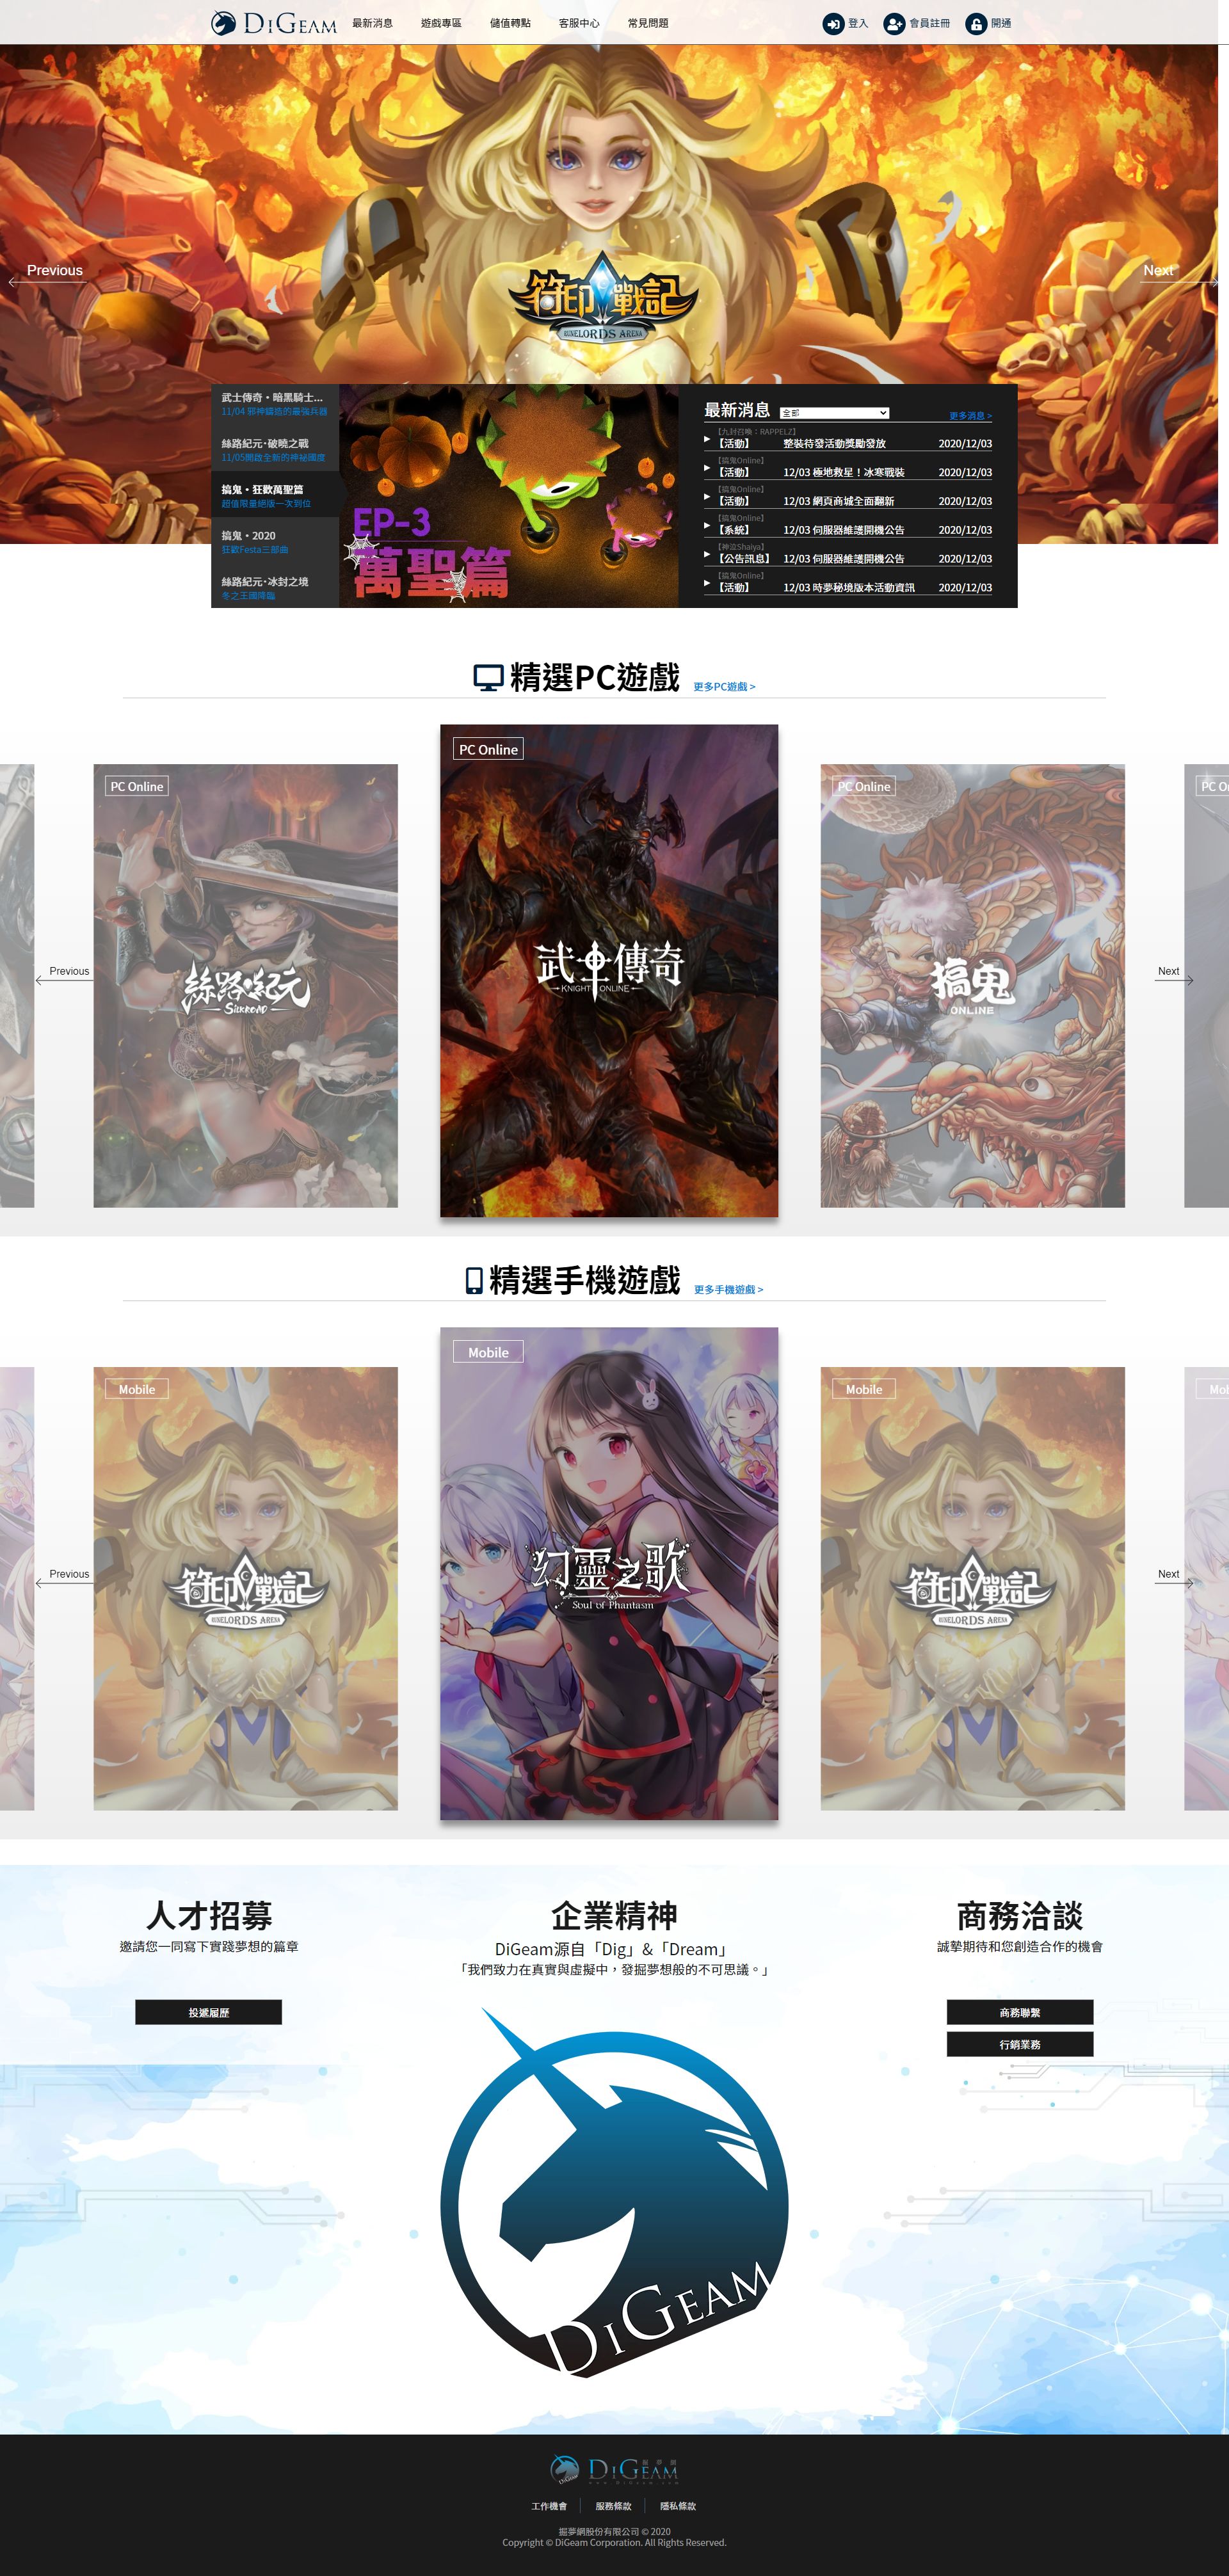 DIGEAM 最新消息 遊戲專區 儲值轉點 客服中心 常見問題 登入 會員註冊 開通
Previous
Next
符印戰記
RUNELORDS ARENA
武士傳奇・暗黑騎士...
11/04 邪神鑄造的最強兵器
絲路紀元･破曉之戰
11/05開啟全新的神祕國度
搞鬼・狂歡萬聖篇
超值限量絕版一次到位
搞鬼・2020
狂歡Festa三部曲
絲路紀元･冰封之境
冬之王國降臨
EP-3
萬聖篇
最新消息 全部 更多消息 >
【九封召喚：RAPPELZ】
【活動】 整裝待發活動獎勵發放 2020/12/03
【搞鬼Online】
【活動】 12/03 極地救星！冰寒戰裝 2020/12/03
【搞鬼Online】
【活動】 12/03 網頁商城全面翻新 2020/12/03
【搞鬼Online】
【系統】 12/03 伺服器維護開機公告 2020/12/03
【神泣Shaiya】
【公告訊息】 12/03 伺服器維護開機公告 2020/12/03
【搞鬼Online】
【活動】 12/03 時夢秘境版本活動資訊 2020/12/03
精選PC遊戲 更多PC遊戲 >
PC Online
絲路紀元
SILKROAD
PC Online
武士傳奇
KNIGHT ONLINE
PC Online
搞鬼
ONLINE
Previous
Next
精選手機遊戲 更多手機遊戲 >
Mobile
符印戰記
RUNELORDS ARENA
Mobile
幻靈之歌
Soul of Phantasm
Mobile
符印戰記
RUNELORDS ARENA
Previous
Next
人才招募
邀請您一同寫下實踐夢想的篇章
投遞履歷
企業精神
DiGeam源自「Dig」&「Dream」
「我們致力在真實與虛擬中，發掘夢想般的不可思議。」
商務洽談
誠摯期待和您創造合作的機會
商務聯繫
行銷業務
DIGEAM
DIGEAM
工作機會 服務條款 隱私條款
掘夢網股份有限公司 © 2020
Copyright © DiGeam Corporation. All Rights Reserved.